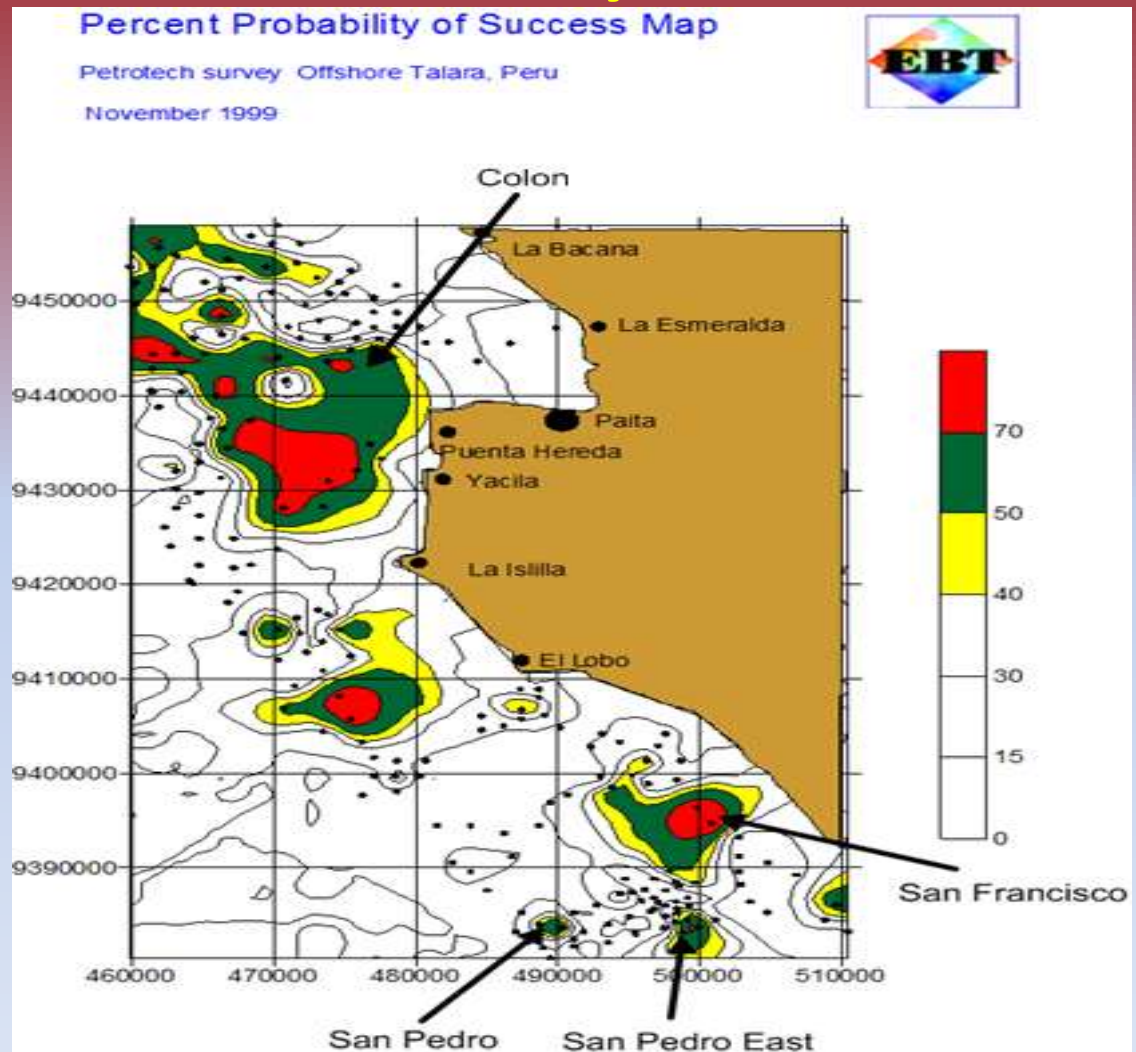 Percent Probability of Success Map
EBT
Petrotech survey Offshore Talara, Peru
November 1999
Colon
La Bacana
9450000
La Esmeralda
9440000
Paita
70
Puenta Hereda
9430000
Yacila
50
9420000
La Islilla
40
9410000
El Lobo
30
9400000
15
0
9390000
San Francisco
460000 470000 480000 490000 500000 510000
San Pedro San Pedro East